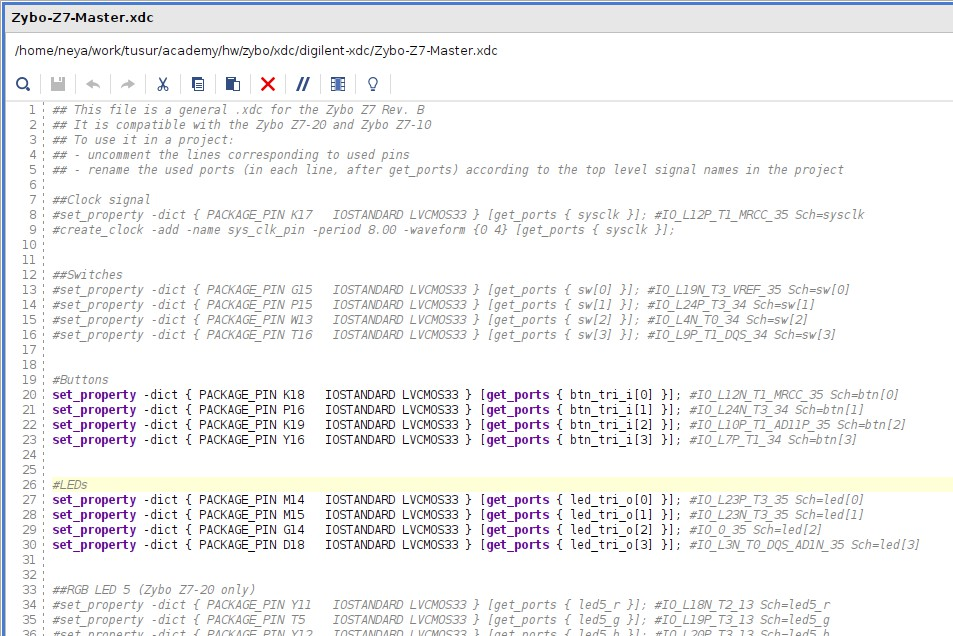 Zybo-Z7-Master.xdc
/home/neya/work/tusur/academy/hw/zybo/xdc/digilent-xdc/Zybo-Z7-Master.xdc
1 ## This file is a general .xdc for the Zybo Z7 Rev. B
2 ## It is compatible with the Zybo Z7-20 and Zybo Z7-10
3 ## To use it in a project:
4 ## - uncomment the lines corresponding to used pins
5 ## - rename the used ports (in each line, after get_ports) according to the top level signal names in the project
6
7 ##Clock signal
8 #set_property -dict { PACKAGE_PIN K17   IOSTANDARD LVCMOS33 } [get_ports { sysclk }]; #IO_L12P_T1_MRCC_35 Sch=sysclk
9 #create_clock -add -name sys_clk_pin -period 8.00 -waveform {0 4} [get_ports { sysclk }];
10
11
12 ##Switches
13 #set_property -dict { PACKAGE_PIN G15   IOSTANDARD LVCMOS33 } [get_ports { sw[0] }]; #IO_L19N_T3_VREF_35 Sch=sw[0]
14 #set_property -dict { PACKAGE_PIN P15   IOSTANDARD LVCMOS33 } [get_ports { sw[1] }]; #IO_L24P_T3_34 Sch=sw[1]
15 #set_property -dict { PACKAGE_PIN W13   IOSTANDARD LVCMOS33 } [get_ports { sw[2] }]; #IO_L4N_T0_34 Sch=sw[2]
16 #set_property -dict { PACKAGE_PIN T16   IOSTANDARD LVCMOS33 } [get_ports { sw[3] }]; #IO_L9P_T1_DQS_34 Sch=sw[3]
17
18
19 #Buttons
20 set_property -dict { PACKAGE_PIN K18   IOSTANDARD LVCMOS33 } [get_ports { btn_tri_i[0] }]; #IO_L12N_T1_MRCC_35 Sch=btn[0]
21 set_property -dict { PACKAGE_PIN P16   IOSTANDARD LVCMOS33 } [get_ports { btn_tri_i[1] }]; #IO_L24N_T3_34 Sch=btn[1]
22 set_property -dict { PACKAGE_PIN K19   IOSTANDARD LVCMOS33 } [get_ports { btn_tri_i[2] }]; #IO_L10P_T1_AD11P_35 Sch=btn[2]
23 set_property -dict { PACKAGE_PIN Y16   IOSTANDARD LVCMOS33 } [get_ports { btn_tri_i[3] }]; #IO_L7P_T1_34 Sch=btn[3]
24
25
26 #LEDs
27 set_property -dict { PACKAGE_PIN M14   IOSTANDARD LVCMOS33 } [get_ports { led_tri_o[0] }]; #IO_L23P_T3_35 Sch=led[0]
28 set_property -dict { PACKAGE_PIN M15   IOSTANDARD LVCMOS33 } [get_ports { led_tri_o[1] }]; #IO_L23N_T3_35 Sch=led[1]
29 set_property -dict { PACKAGE_PIN G14   IOSTANDARD LVCMOS33 } [get_ports { led_tri_o[2] }]; #IO_0_35 Sch=led[2]
30 set_property -dict { PACKAGE_PIN D18   IOSTANDARD LVCMOS33 } [get_ports { led_tri_o[3] }]; #IO_L3N_T0_DQS_AD1N_35 Sch=led[3]
31
32
33 ##RGB LED 5 (Zybo Z7-20 only)
34 #set_property -dict { PACKAGE_PIN Y11   IOSTANDARD LVCMOS33 } [get_ports { led5_r }]; #IO_L18N_T2_13 Sch=led5_r
35 #set_property -dict { PACKAGE_PIN T5    IOSTANDARD LVCMOS33 } [get_ports { led5_g }]; #IO_L19P_T3_13 Sch=led5_g
36 #set_property -dict { PACKAGE_PIN Y12   IOSTANDARD LVCMOS33 } [get_ports { led5_b }]; #IO_L20P_T3_13 Sch=led5_b